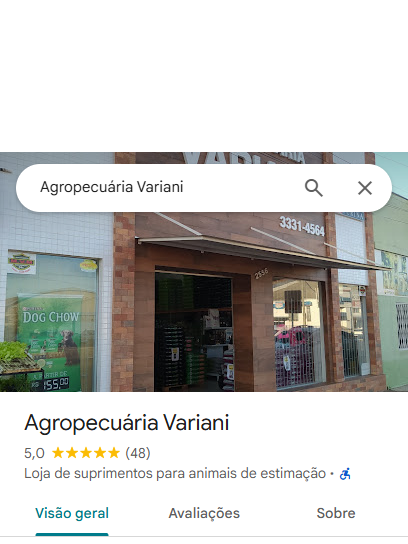 Agropecuária Variani
3331-4564
2556
DOG CHOW
155,00
Agropecuária Variani
5,0 (48)
Loja de suprimentos para animais de estimação ·
Visão geral Avaliações Sobre